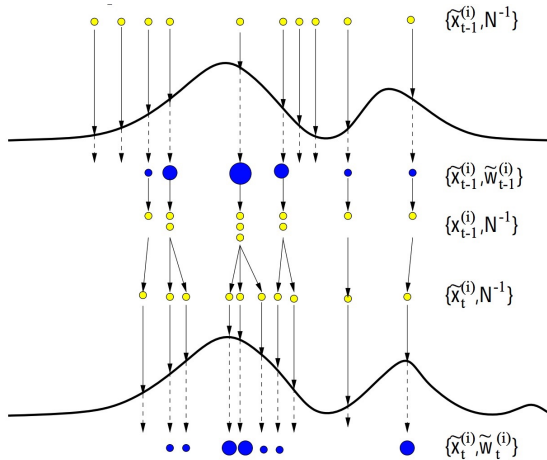 {x̃_{t-1}^{(i)}, N^{-1}}
{x̃_{t-1}^{(i)}, w̃_{t-1}^{(i)}}
{x_{t-1}^{(i)}, N^{-1}}
{x̃_t^{(i)}, N^{-1}}
{x̃_t^{(i)}, w̃_t^{(i)}}